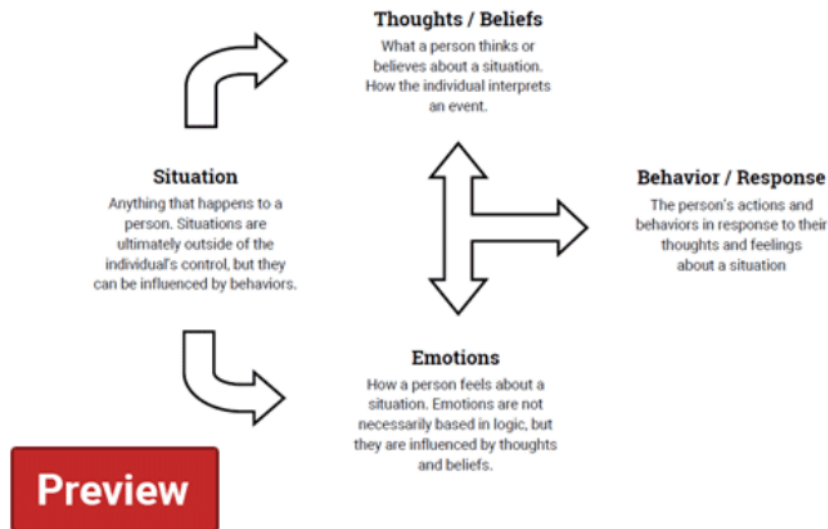 Thoughts / Beliefs
What a person thinks or
believes about a situation.
How the individual interprets
an event.
Situation
Anything that happens to a
person. Situations are
ultimately outside of the
individual's control, but they
can be influenced by behaviors.
Behavior / Response
The person's actions and
behaviors in response to their
thoughts and feelings
about a situation
Emotions
How a person feels about a
situation. Emotions are not
necessarily based in logic, but
they are influenced by thoughts
and beliefs.
Preview